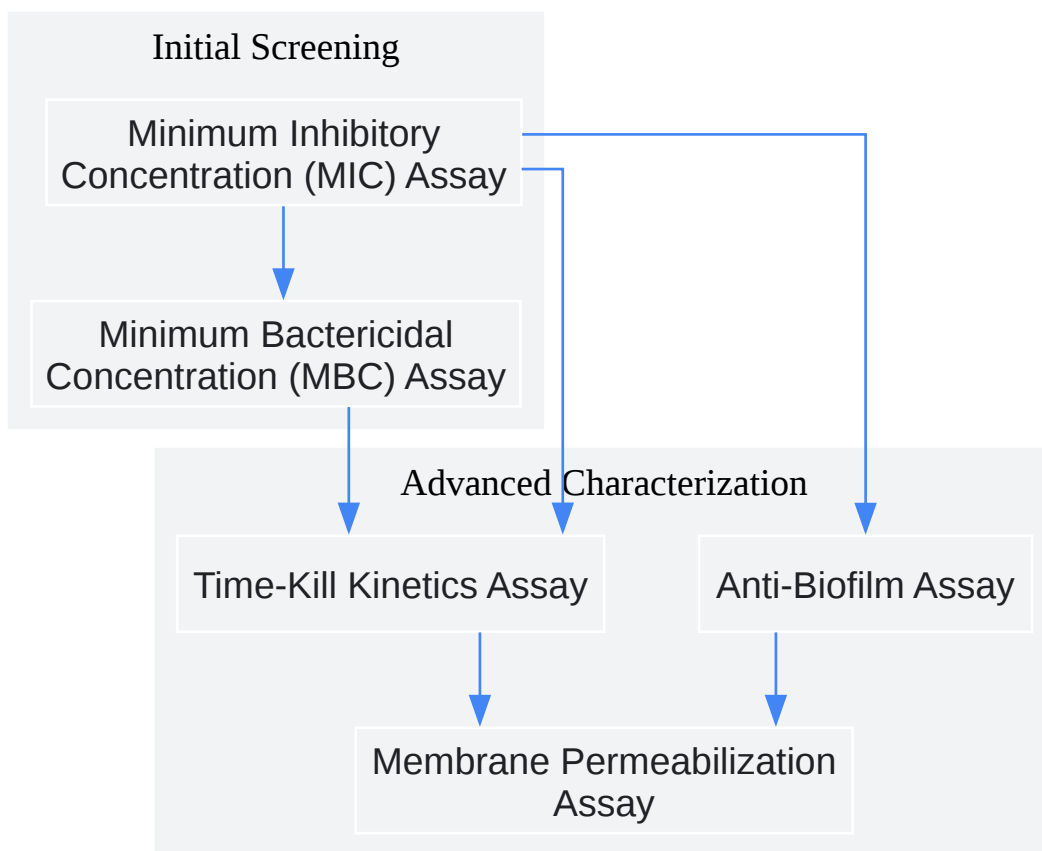 Initial Screening
Minimum Inhibitory
Concentration (MIC) Assay
Minimum Bactericidal
Concentration (MBC) Assay
Advanced Characterization
Time-Kill Kinetics Assay
Anti-Biofilm Assay
Membrane Permeabilization
Assay